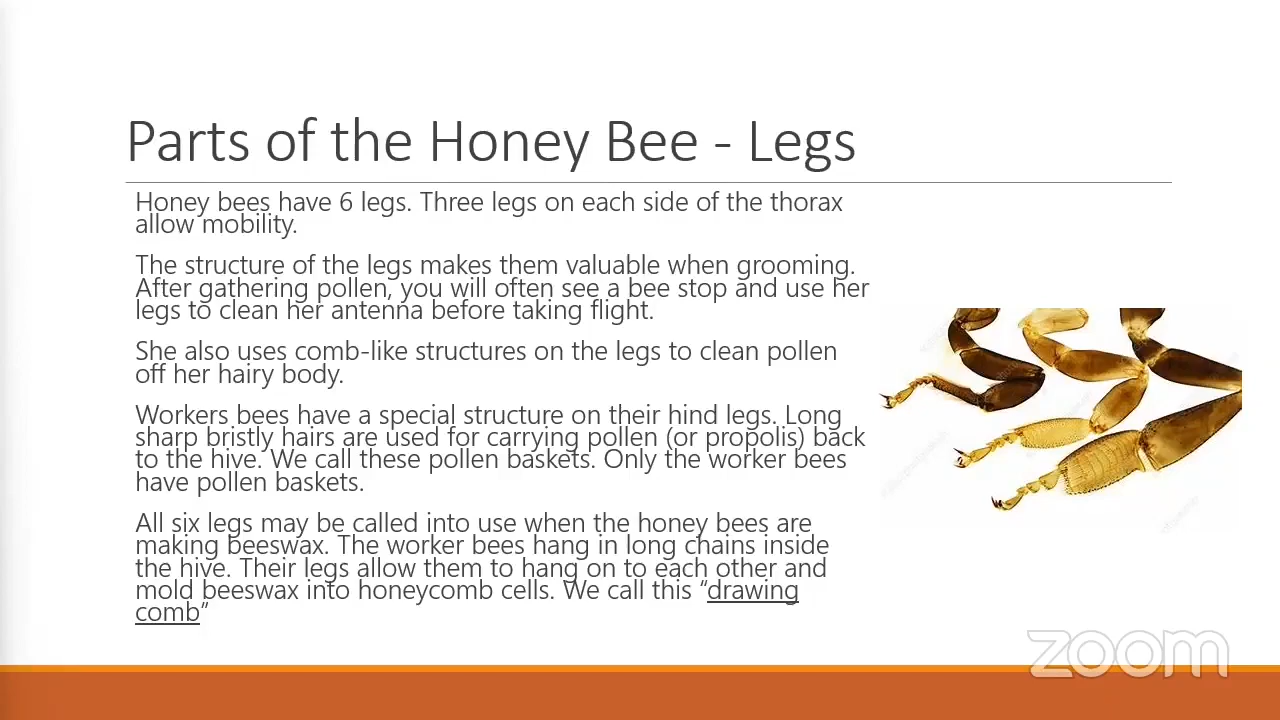 Parts of the Honey Bee - Legs
Honey bees have 6 legs. Three legs on each side of the thorax
allow mobility.
The structure of the legs makes them valuable when grooming.
After gathering pollen, you will often see a bee stop and use her
legs to clean her antenna before taking flight.
She also uses comb-like structures on the legs to clean pollen
off her hairy body.
Workers bees have a special structure on their hind legs. Long
sharp bristly hairs are used for carrying pollen (or propolis) back
to the hive. We call these pollen baskets. Only the worker bees
have pollen baskets.
All six legs may be called into use when the honey bees are
making beeswax. The worker bees hang in long chains inside
the hive. Their legs allow them to hang on to each other and
mold beeswax into honeycomb cells. We call this “drawing
comb”
zoom